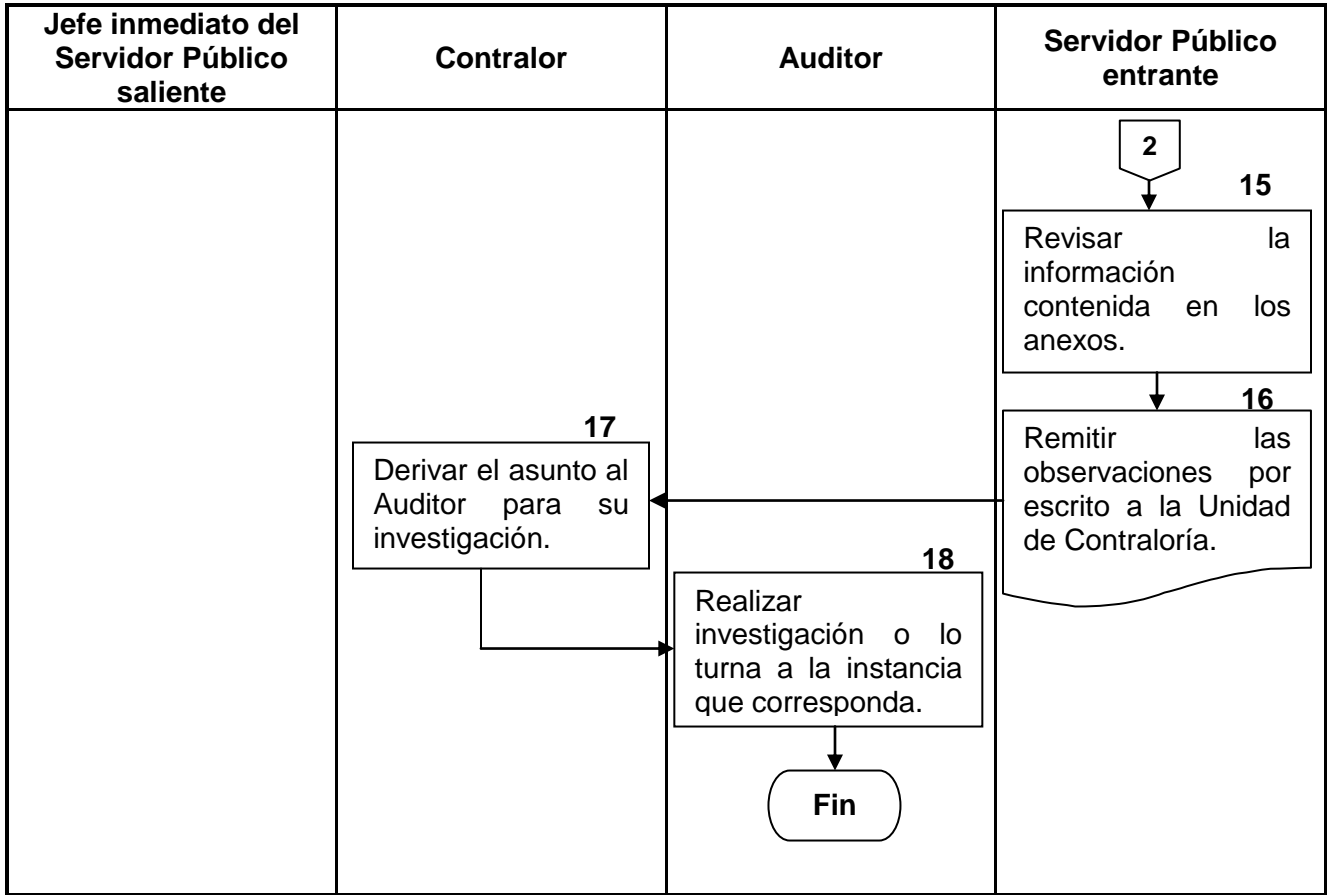 Jefe inmediato del
Servidor Público
saliente
Contralor
Auditor
Servidor Público
entrante
2
15
Revisar la
información
contenida en los
anexos.
16
Remitir las
observaciones por
escrito a la Unidad
de Contraloría.
17
Derivar el asunto al
Auditor para su
investigación.
18
Realizar
investigación o lo
turna a la instancia
que corresponda.
Fin